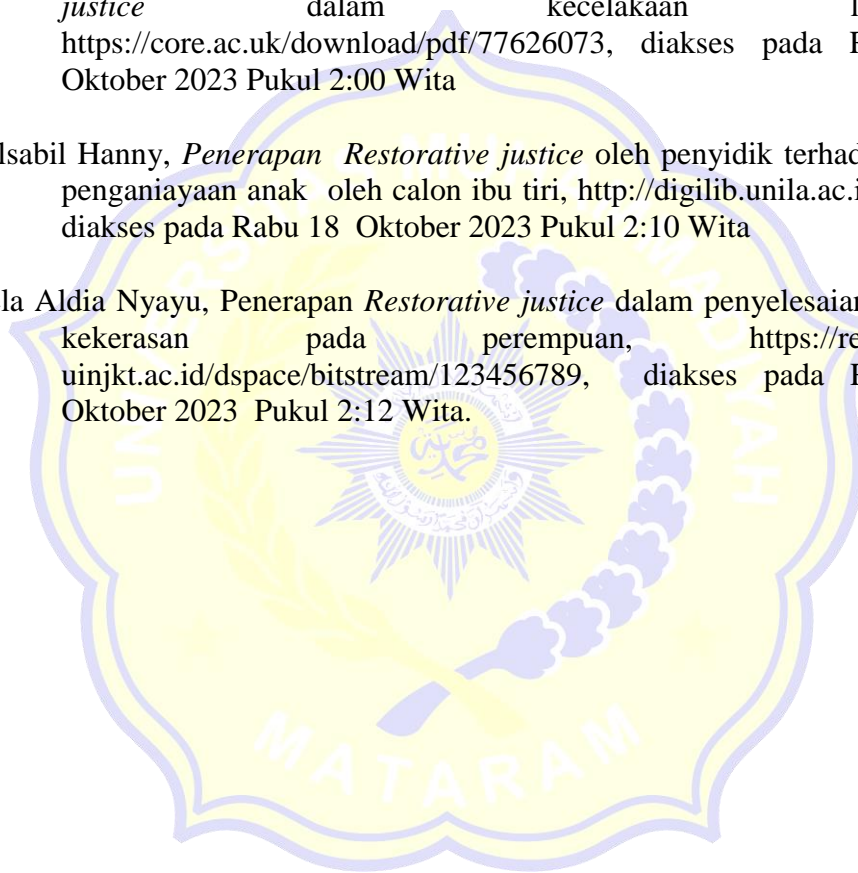 justice dalam kecelakaan
https://core.ac.uk/download/pdf/77626073, diakses pada
Oktober 2023 Pukul 2:00 Wita
lsabil Hanny, Penerapan Restorative justice oleh penyidik terhad
penganiayaan anak oleh calon ibu tiri, http://digilib.unila.ac.i
diakses pada Rabu 18 Oktober 2023 Pukul 2:10 Wita
la Aldia Nyayu, Penerapan Restorative justice dalam penyelesaian
kekerasan pada perempuan, https://re
uinjkt.ac.id/dspace/bitstream/123456789, diakses pada
Oktober 2023 Pukul 2:12 Wita.
UNIVERSITAS MUHAMMADIYAH
MATARAM